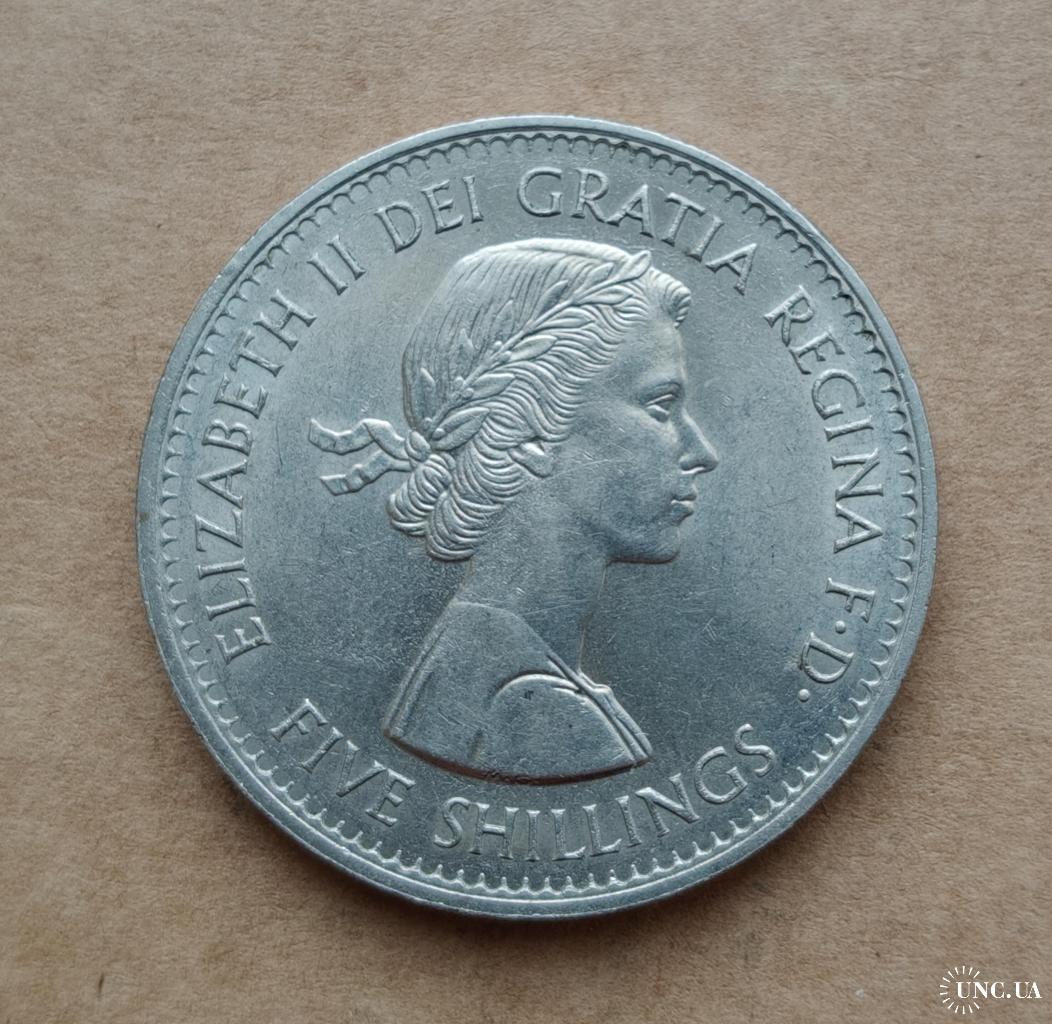 ELIZABETH II DEI GRATIA REGINA F·D·
FIVE SHILLINGS
UNC.UA